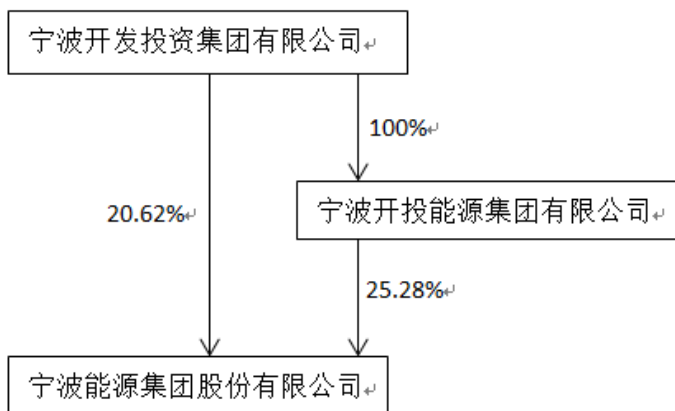 宁波开发投资集团有限公司
100%
20.62%
宁波开投能源集团有限公司
25.28%
宁波能源集团股份有限公司